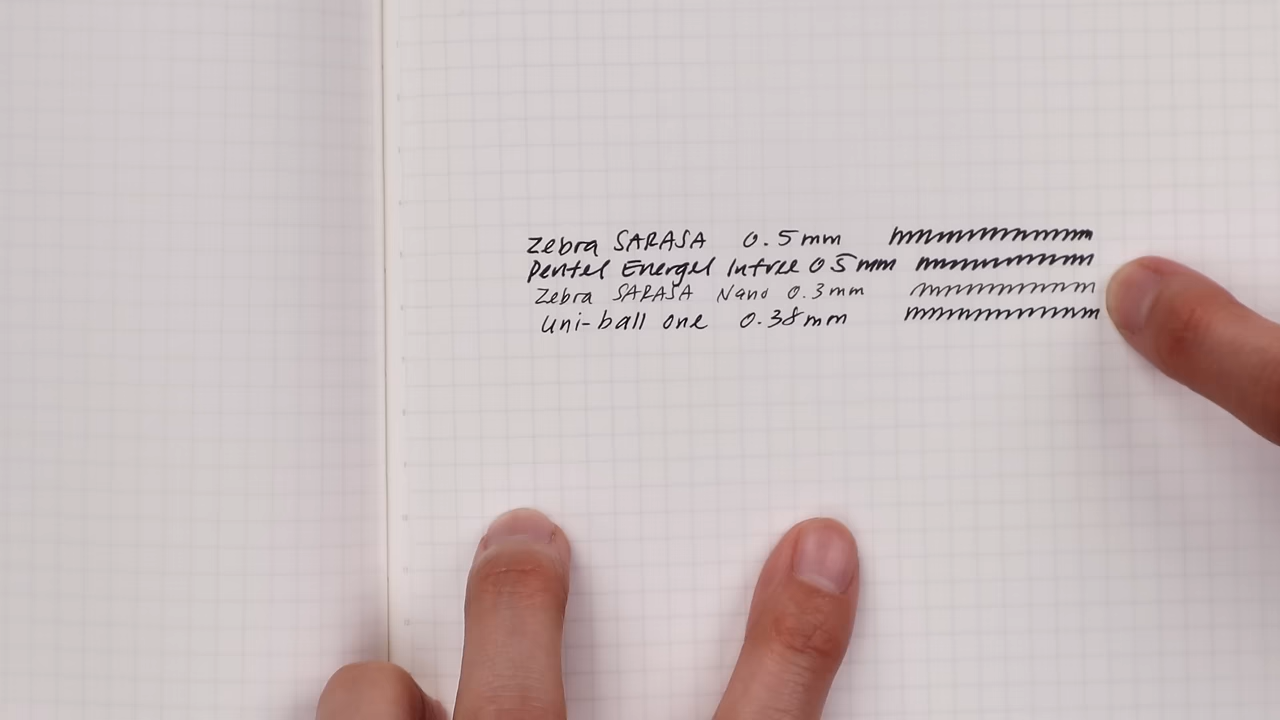 Zebra SARASA 0.5mm
Pentel Energel Infree 0.5mm
Zebra SARASA Nano 0.3mm
Uni-ball one 0.38mm